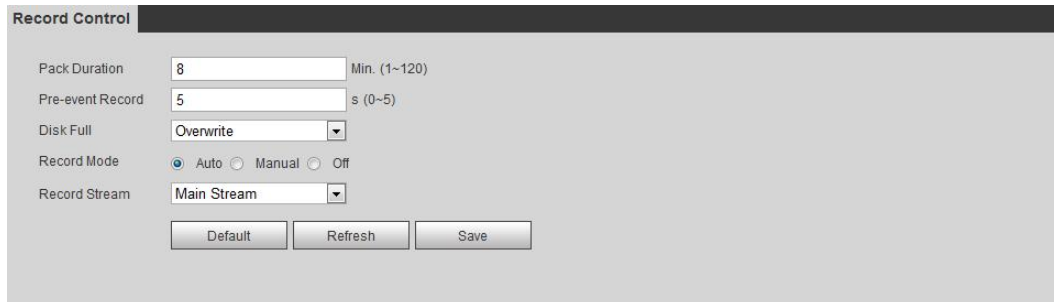 Record Control
Pack Duration 8 Min. (1~120)
Pre-event Record 5 s (0~5)
Disk Full Overwrite
Record Mode Auto Manual Off
Record Stream Main Stream
Default Refresh Save